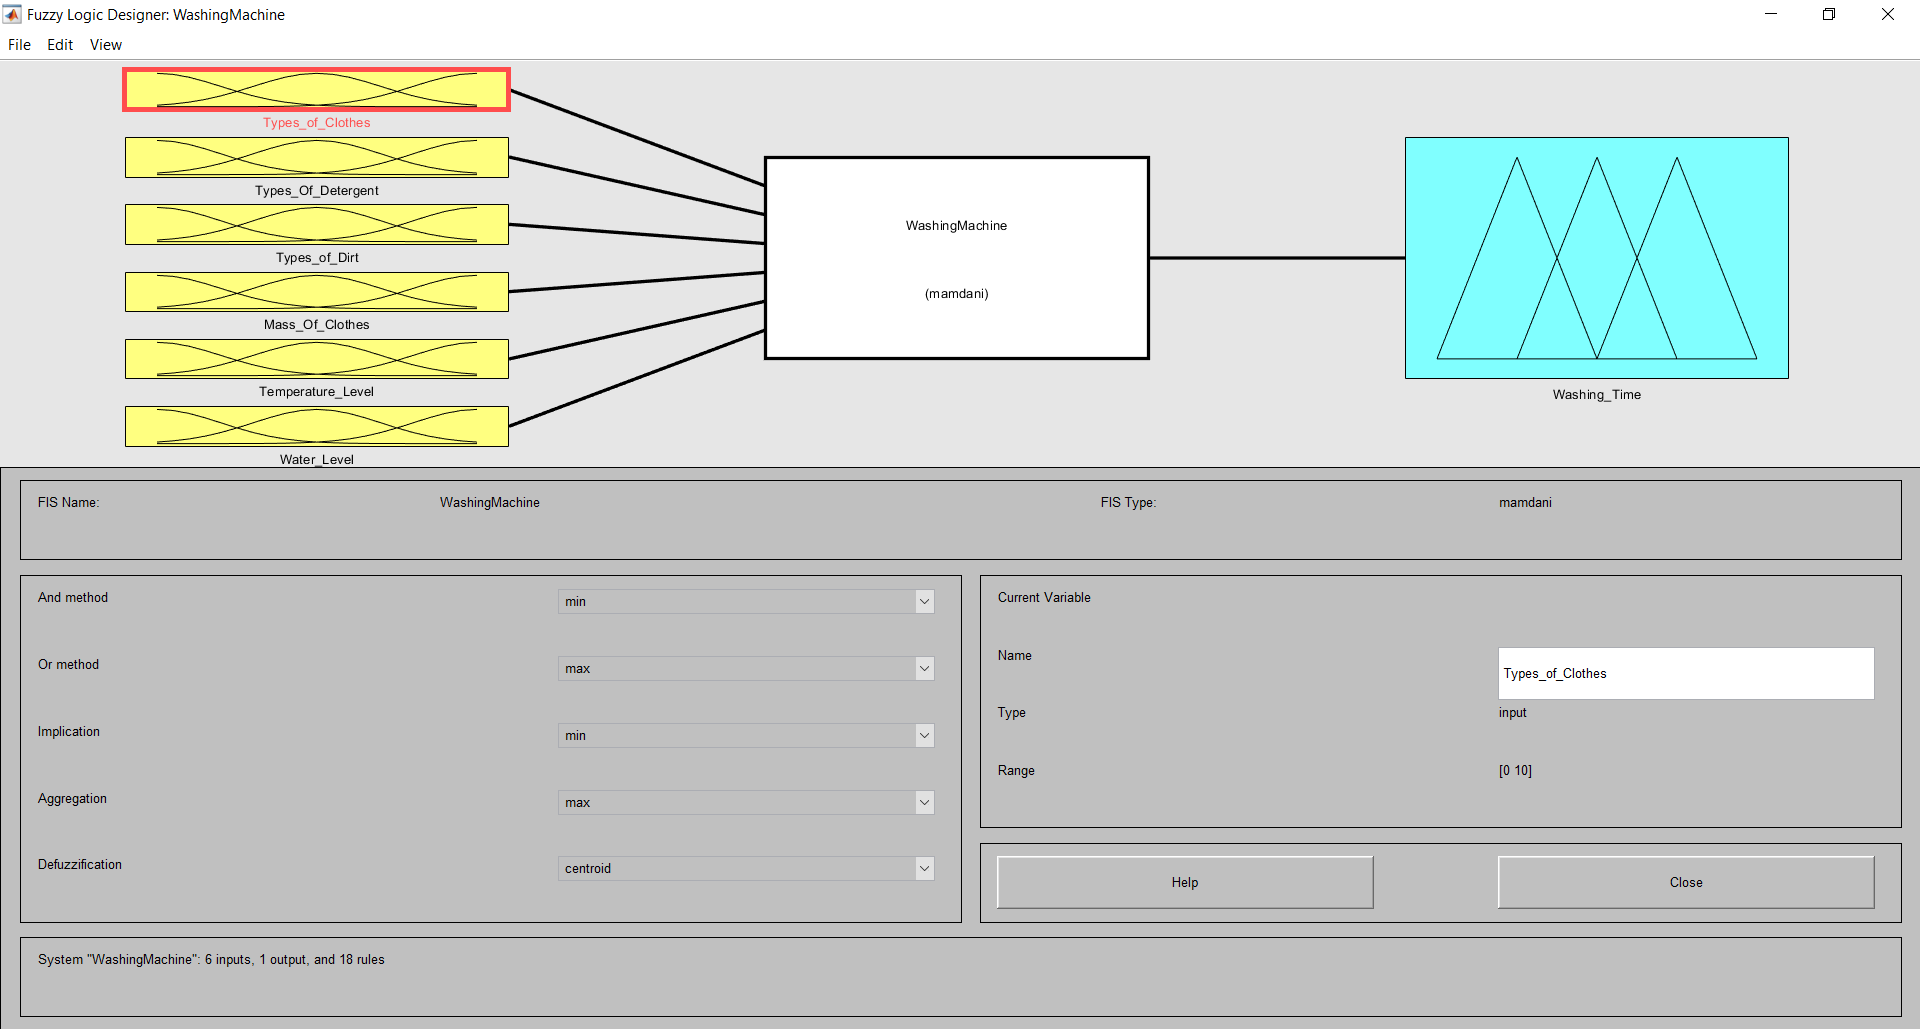 Fuzzy Logic Designer: WashingMachine
File Edit View
Types_of_Clothes
Types_Of_Detergent
Types_of_Dirt
Mass_Of_Clothes
Temperature_Level
Water_Level
WashingMachine
(mamdani)
Washing_Time
FIS Name: WashingMachine FIS Type: mamdani
And method min
Or method max
Implication min
Aggregation max
Defuzzification centroid
Current Variable
Name Types_of_Clothes
Type input
Range [0 10]
Help Close
System "WashingMachine": 6 inputs, 1 output, and 18 rules